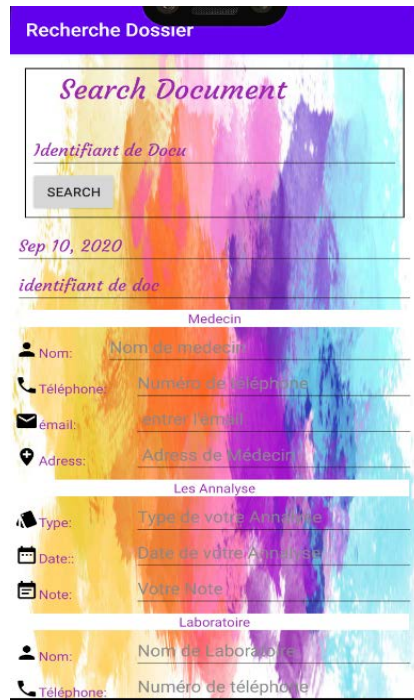 Recherche Dossier
Search Document
Identifiant de Docu
SEARCH
Sep 10, 2020
identifiant de doc
Medecin
Nom: Nom de medecin
Téléphone: Numéro de téléphone
émail: entrer l'émail
Adress: Adress de Médecin
Les Annalyse
Type: Type de votre Annalyse
Date:: Date de votre Annalyse
Note: Votre Note
Laboratoire
Nom: Nom de Laboratoire
Téléphone: Numéro de téléphone